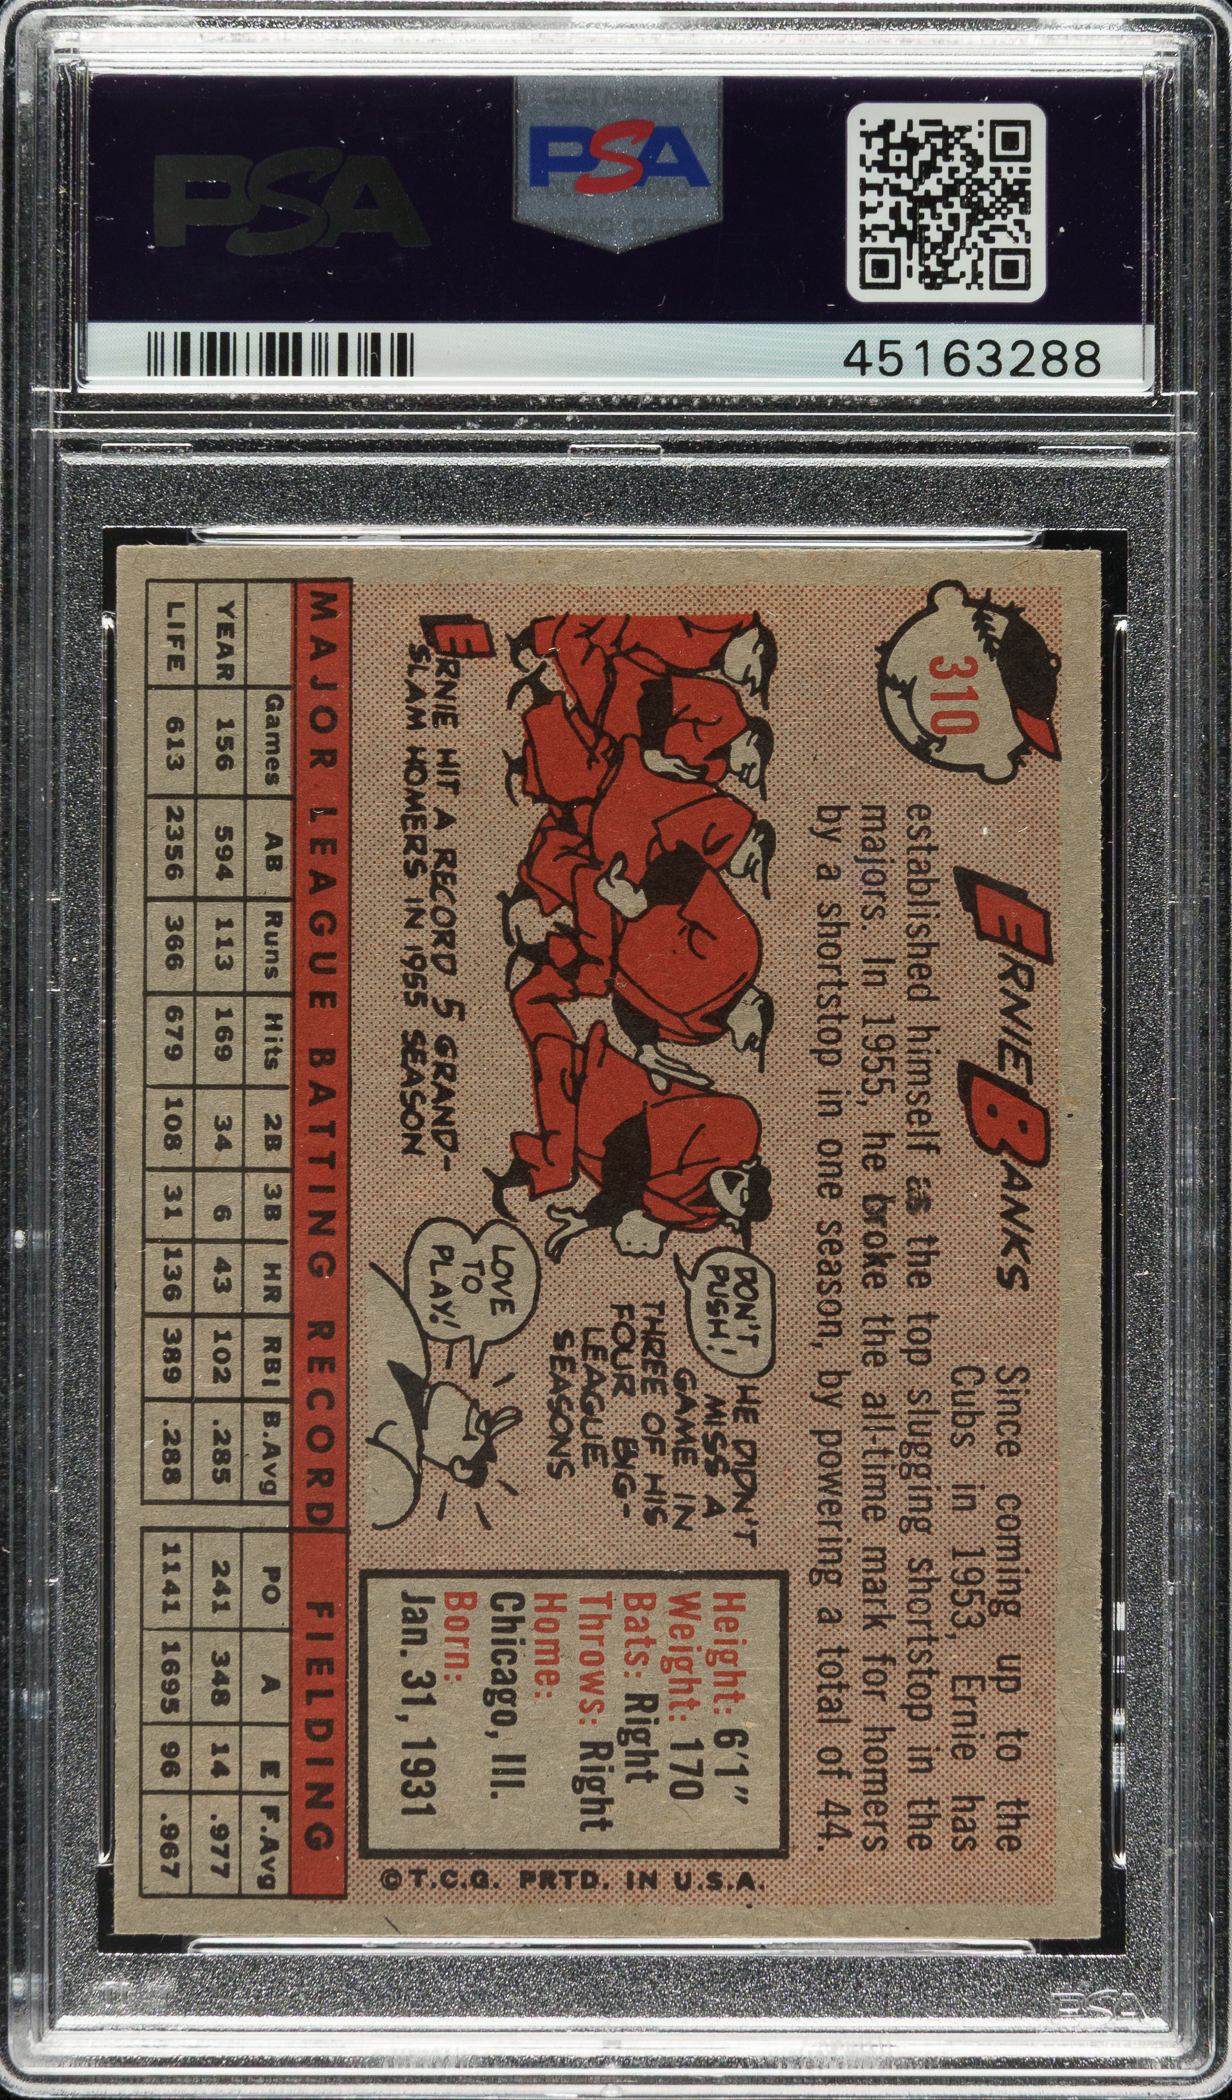 PSA
PSA
45163288
310
ERNIE BANKS
Since coming up to the
Cubs in 1953, Ernie has
established himself as the top slugging shortstop in the
majors. In 1955, he broke the all-time mark for homers
by a shortstop in one season, by powering a total of 44.
DON'T
PUSH!
HE DIDN'T
MISS A
GAME IN
THREE OF HIS
FOUR BIG-
LEAGUE
SEASONS
LOVE
TO
PLAY!
ERNIE HIT A RECORD 5 GRAND-
SLAM HOMERS IN 1955 SEASON
Height: 6'1"
Weight: 170
Bats: Right
Throws: Right
Home:
Chicago, Ill.
Born:
Jan. 31, 1931
© T.C.G. PRTD. IN U.S.A.
MAJOR LEAGUE BATTING RECORD FIELDING
Games AB Runs Hits 2B 3B HR RBI B.Avg PO A E F.Avg
YEAR 156 594 113 169 34 6 43 102 .285 241 348 14 .977
LIFE 613 2356 366 679 108 31 136 389 .288 1141 1695 96 .967
PSA